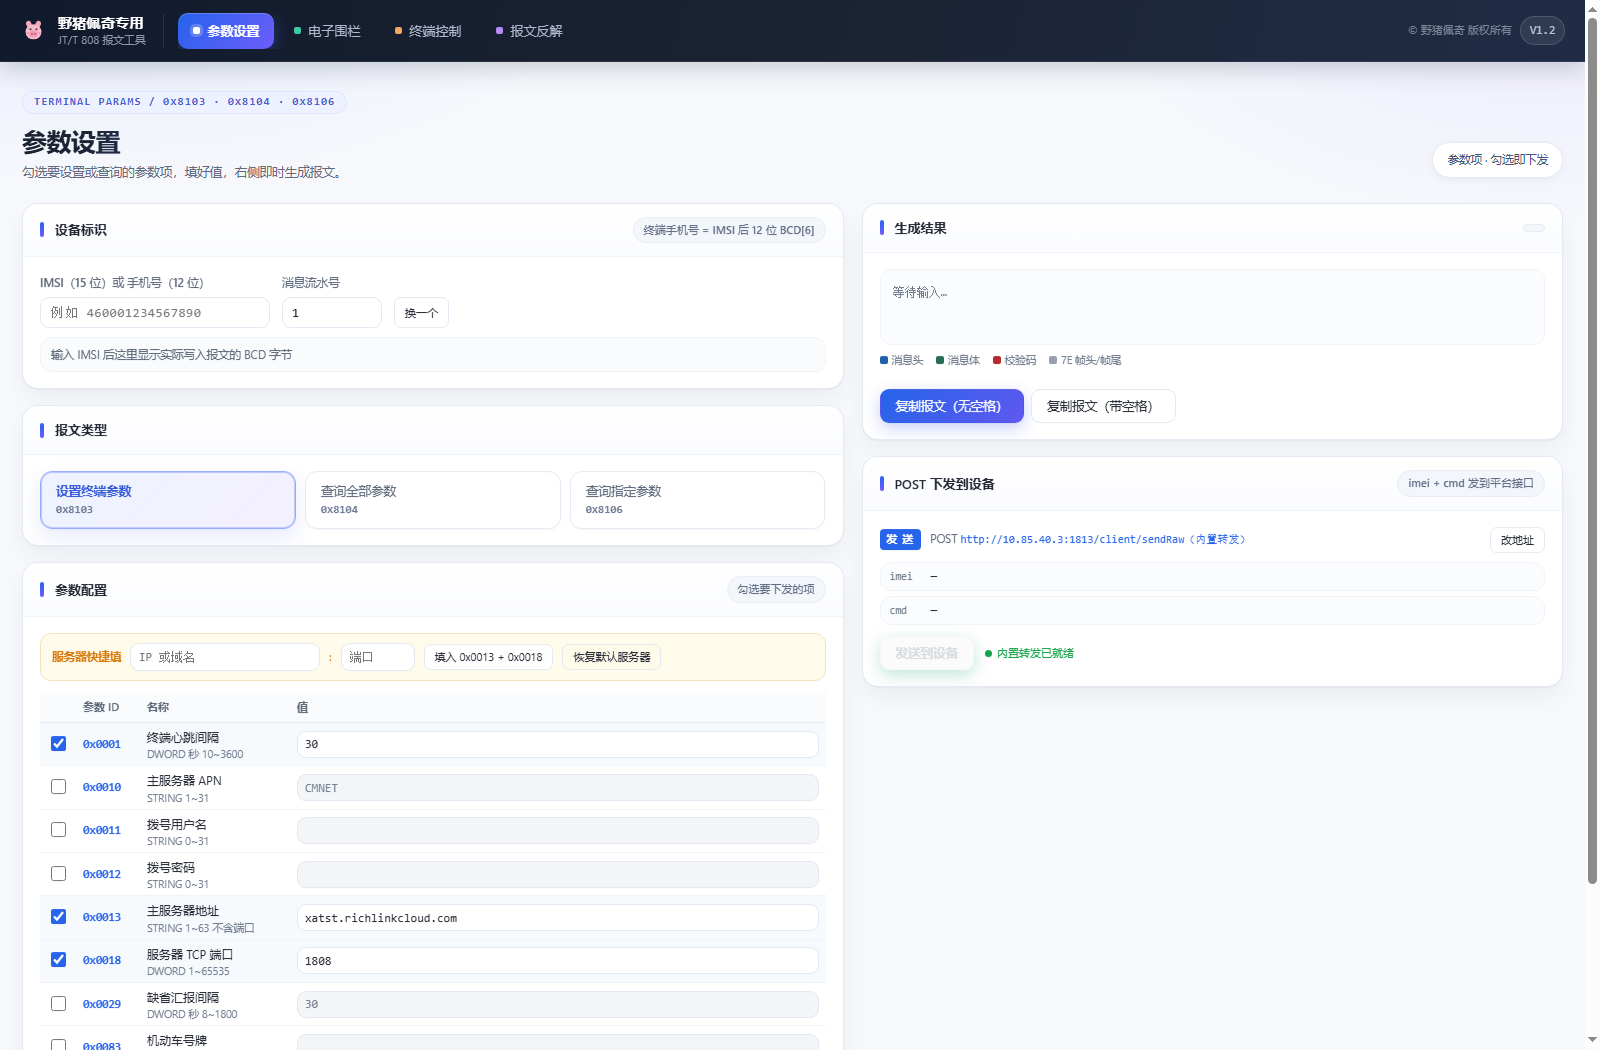 野猪佩奇专用
JT/T 808 报文工具
参数设置
电子围栏
终端控制
报文反解
© 野猪佩奇 版权所有
V1.2
TERMINAL PARAMS / 0x8103 · 0x8104 · 0x8106
参数设置
勾选要设置或查询的参数项，填好值，右侧即时生成报文。
参数项 · 勾选即下发
设备标识
终端手机号 = IMSI 后 12 位 BCD[6]
IMSI（15 位）或 手机号（12 位）
消息流水号
例如 460001234567890
1
换一个
输入 IMSI 后这里显示实际写入报文的 BCD 字节
报文类型
设置终端参数
0x8103
查询全部参数
0x8104
查询指定参数
0x8106
参数配置
勾选要下发的项
服务器快捷填
IP 或域名
:
端口
填入 0x0013 + 0x0018
恢复默认服务器
参数 ID
名称
值
0x0001
终端心跳间隔
DWORD 秒 10~3600
30
0x0010
主服务器 APN
STRING 1~31
CMNET
0x0011
拨号用户名
STRING 0~31
0x0012
拨号密码
STRING 0~31
0x0013
主服务器地址
STRING 1~63 不含端口
xatst.richlinkcloud.com
0x0018
服务器 TCP 端口
DWORD 1~65535
1808
0x0029
缺省汇报间隔
DWORD 秒 8~1800
30
0x0083
机动车号牌
生成结果
等待输入…
消息头
消息体
校验码
7E 帧头/帧尾
复制报文（无空格）
复制报文（带空格）
POST 下发到设备
imei + cmd 发到平台接口
发 送
POST http://10.85.40.3:1813/client/sendRaw（内置转发）
改地址
imei —
cmd —
发送到设备
内置转发已就绪